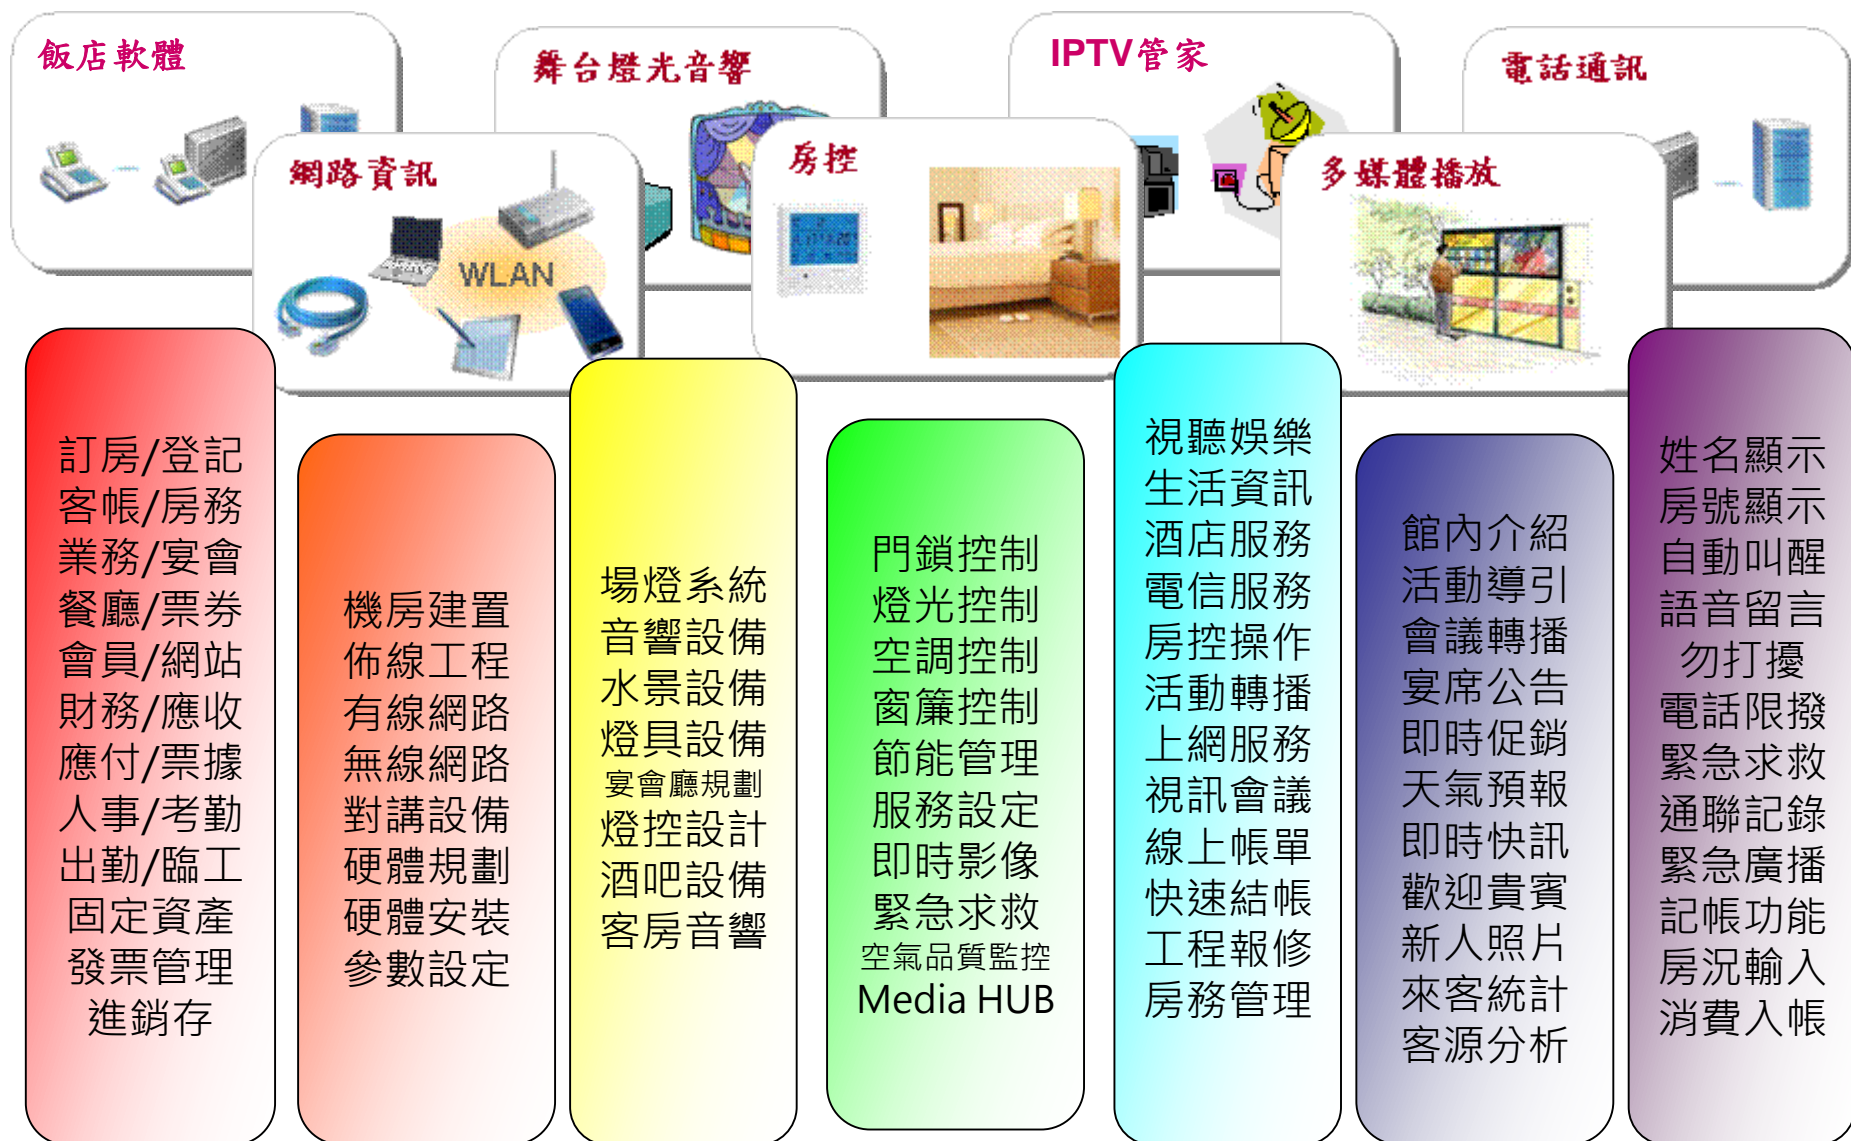 飯店軟體
舞台燈光音響
IPTV管家
電話通訊
網路資訊
WLAN
房控
多媒體播放
訂房/登記
客帳/房務
業務/宴會
餐廳/票券
會員/網站
財務/應收
應付/票據
人事/考勤
出勤/臨工
固定資產
發票管理
進銷存
機房建置
佈線工程
有線網路
無線網路
對講設備
硬體規劃
硬體安裝
參數設定
場燈系統
音響設備
水景設備
燈具設備
宴會廳規劃
燈控設計
酒吧設備
客房音響
門鎖控制
燈光控制
空調控制
窗簾控制
節能管理
服務設定
即時影像
緊急求救
空氣品質監控
Media HUB
視聽娛樂
生活資訊
酒店服務
電信服務
房控操作
活動轉播
上網服務
視訊會議
線上帳單
快速結帳
工程報修
房務管理
館內介紹
活動導引
會議轉播
宴席公告
即時促銷
天氣預報
即時快訊
歡迎貴賓
新人照片
來客統計
客源分析
姓名顯示
房號顯示
自動叫醒
語音留言
勿打擾
電話限撥
緊急求救
通聯記錄
緊急廣播
記帳功能
房況輸入
消費入帳